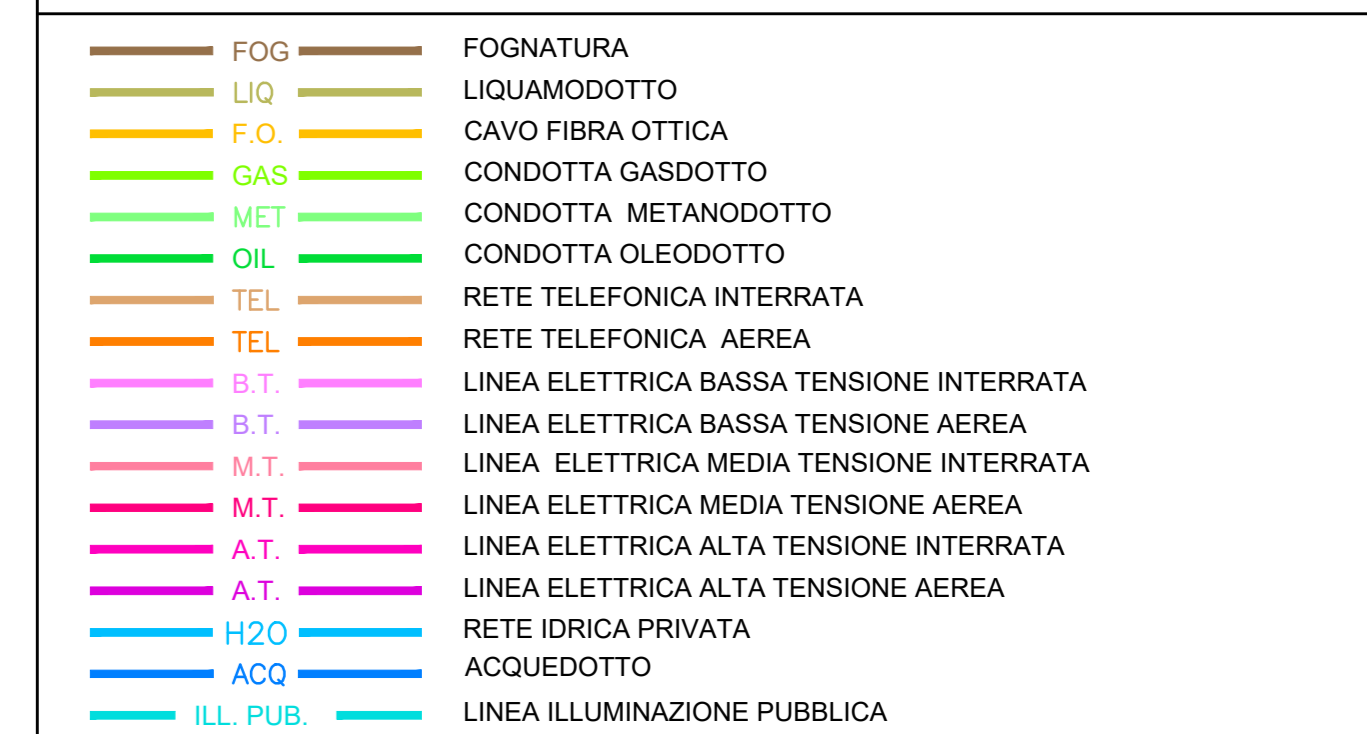 FOG FOGNATURA
LIQ LIQUAMODOTTO
F.O. CAVO FIBRA OTTICA
GAS CONDOTTA GASDOTTO
MET CONDOTTA METANODOTTO
OIL CONDOTTA OLEODOTTO
TEL RETE TELEFONICA INTERRATA
TEL RETE TELEFONICA AEREA
B.T. LINEA ELETTRICA BASSA TENSIONE INTERRATA
B.T. LINEA ELETTRICA BASSA TENSIONE AEREA
M.T. LINEA ELETTRICA MEDIA TENSIONE INTERRATA
M.T. LINEA ELETTRICA MEDIA TENSIONE AEREA
A.T. LINEA ELETTRICA ALTA TENSIONE INTERRATA
A.T. LINEA ELETTRICA ALTA TENSIONE AEREA
H2O RETE IDRICA PRIVATA
ACQ ACQUEDOTTO
ILL. PUB. LINEA ILLUMINAZIONE PUBBLICA